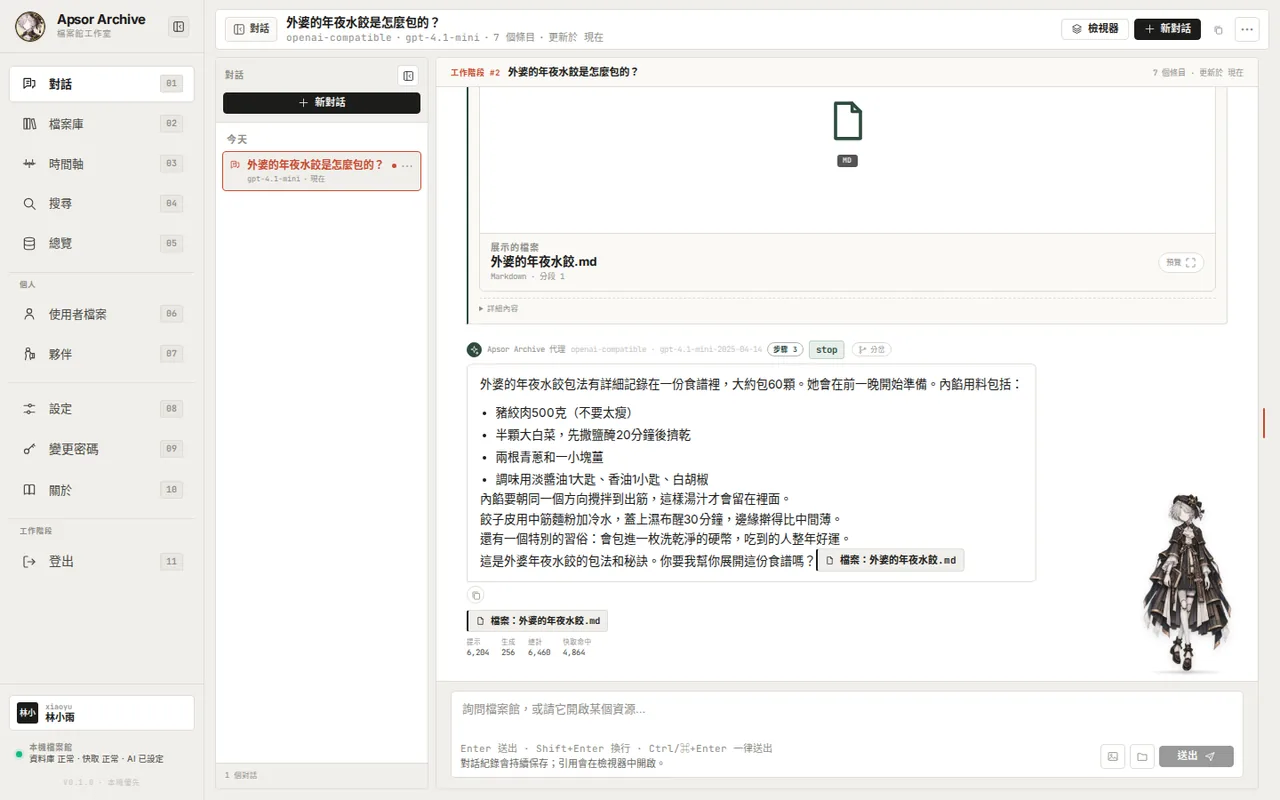 Apsor Archive
檔案館工作室
對話 01
檔案庫 02
時間軸 03
搜尋 04
總覽 05
個人
使用者檔案 06
夥伴 07
設定 08
變更密碼 09
關於 10
工作階段
登出 11
林小
xiaoyu
林小雨
本機檔案館
資料庫 正常 · 快取 正常 · AI 已設定
V0.1.0 · 本機優先
對話
外婆的年夜水餃是怎麼包的？
openai-compatible · gpt-4.1-mini · 7 個條目 · 更新於 現在
檢視器
新對話
對話
新對話
今天
外婆的年夜水餃是怎麼包的？
gpt-4.1-mini · 現在
1 個對話
工作階段 #2 外婆的年夜水餃是怎麼包的？
7 個條目 · 更新於 現在
MD
展示的檔案
外婆的年夜水餃.md
Markdown · 分段 1
預覽
詳細內容
Apsor Archive 代理 openai-compatible · gpt-4.1-mini-2025-04-14 步驟 3 stop 分岔
外婆的年夜水餃包法有詳細記錄在一份食譜裡，大約包60顆。她會在前一晚開始準備。內餡用料包括：
• 豬絞肉500克（不要太瘦）
• 半顆大白菜，先撒鹽醃20分鐘後擠乾
• 兩根青蔥和一小塊薑
• 調味用淡醬油1大匙、香油1小匙、白胡椒
內餡要朝同一個方向攪拌到出筋，這樣湯汁才會留在裡面。
餃子皮用中筋麵粉加冷水，蓋上濕布醒30分鐘，邊緣擀得比中間薄。
還有一個特別的習俗：會包進一枚洗乾淨的硬幣，吃到的人整年好運。
這是外婆年夜水餃的包法和秘訣。你要我幫你展開這份食譜嗎？ 檔案：外婆的年夜水餃.md
檔案：外婆的年夜水餃.md
提示 生成 總計 快取命中
6,204 256 6,460 4,864
詢問檔案館，或請它開啟某個資源…
Enter 送出 · Shift+Enter 換行 · Ctrl/⌘+Enter 一律送出
對話紀錄會持續保存；引用會在檢視器中開啟。
送出